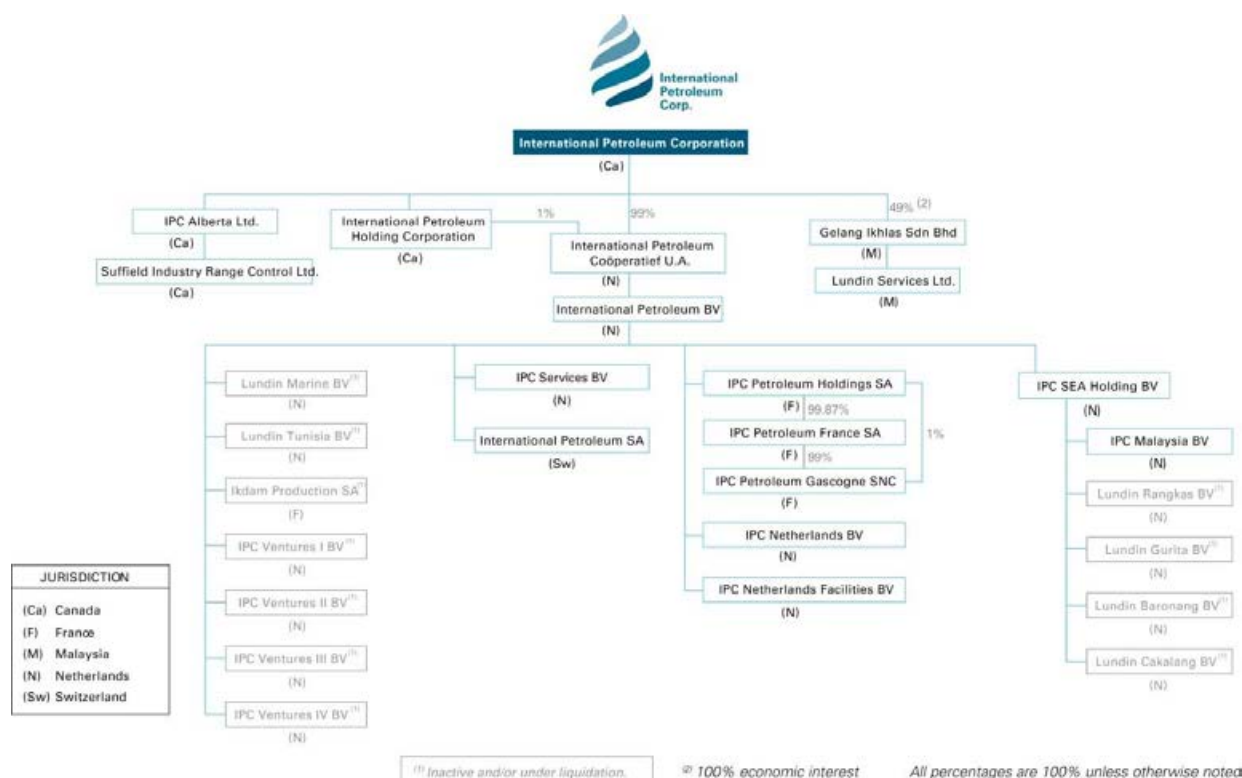 International
Petroleum
Corp.
International Petroleum Corporation
(Ca)
IPC Alberta Ltd.
(Ca)
Suffield Industry Range Control Ltd.
(Ca)
International Petroleum
Holding Corporation
(Ca)
1%
99%
International Petroleum
Coöperatief U.A.
(N)
International Petroleum BV
(N)
49% (2)
Gelang Ikhlas Sdn Bhd
(M)
Lundin Services Ltd.
(M)
Lundin Marine BV(1)
(N)
Lundin Tunisia BV(1)
(N)
Ikdam Production SA(1)
(F)
IPC Ventures I BV(1)
(N)
IPC Ventures II BV(1)
(N)
IPC Ventures III BV(1)
(N)
IPC Ventures IV BV(1)
(N)
IPC Services BV
(N)
International Petroleum SA
(Sw)
IPC Petroleum Holdings SA
(F) 99.87%
IPC Petroleum France SA
(F) 99%
IPC Petroleum Gascogne SNC
(F)
1%
IPC Netherlands BV
(N)
IPC Netherlands Facilities BV
(N)
IPC SEA Holding BV
(N)
IPC Malaysia BV
(N)
Lundin Rangkas BV(1)
(N)
Lundin Gurita BV(1)
(N)
Lundin Baronang BV(1)
(N)
Lundin Cakalang BV(1)
(N)
JURISDICTION
(Ca) Canada
(F) France
(M) Malaysia
(N) Netherlands
(Sw) Switzerland
(1) Inactive and/or under liquidation.
(2) 100% economic interest
All percentages are 100% unless otherwise noted